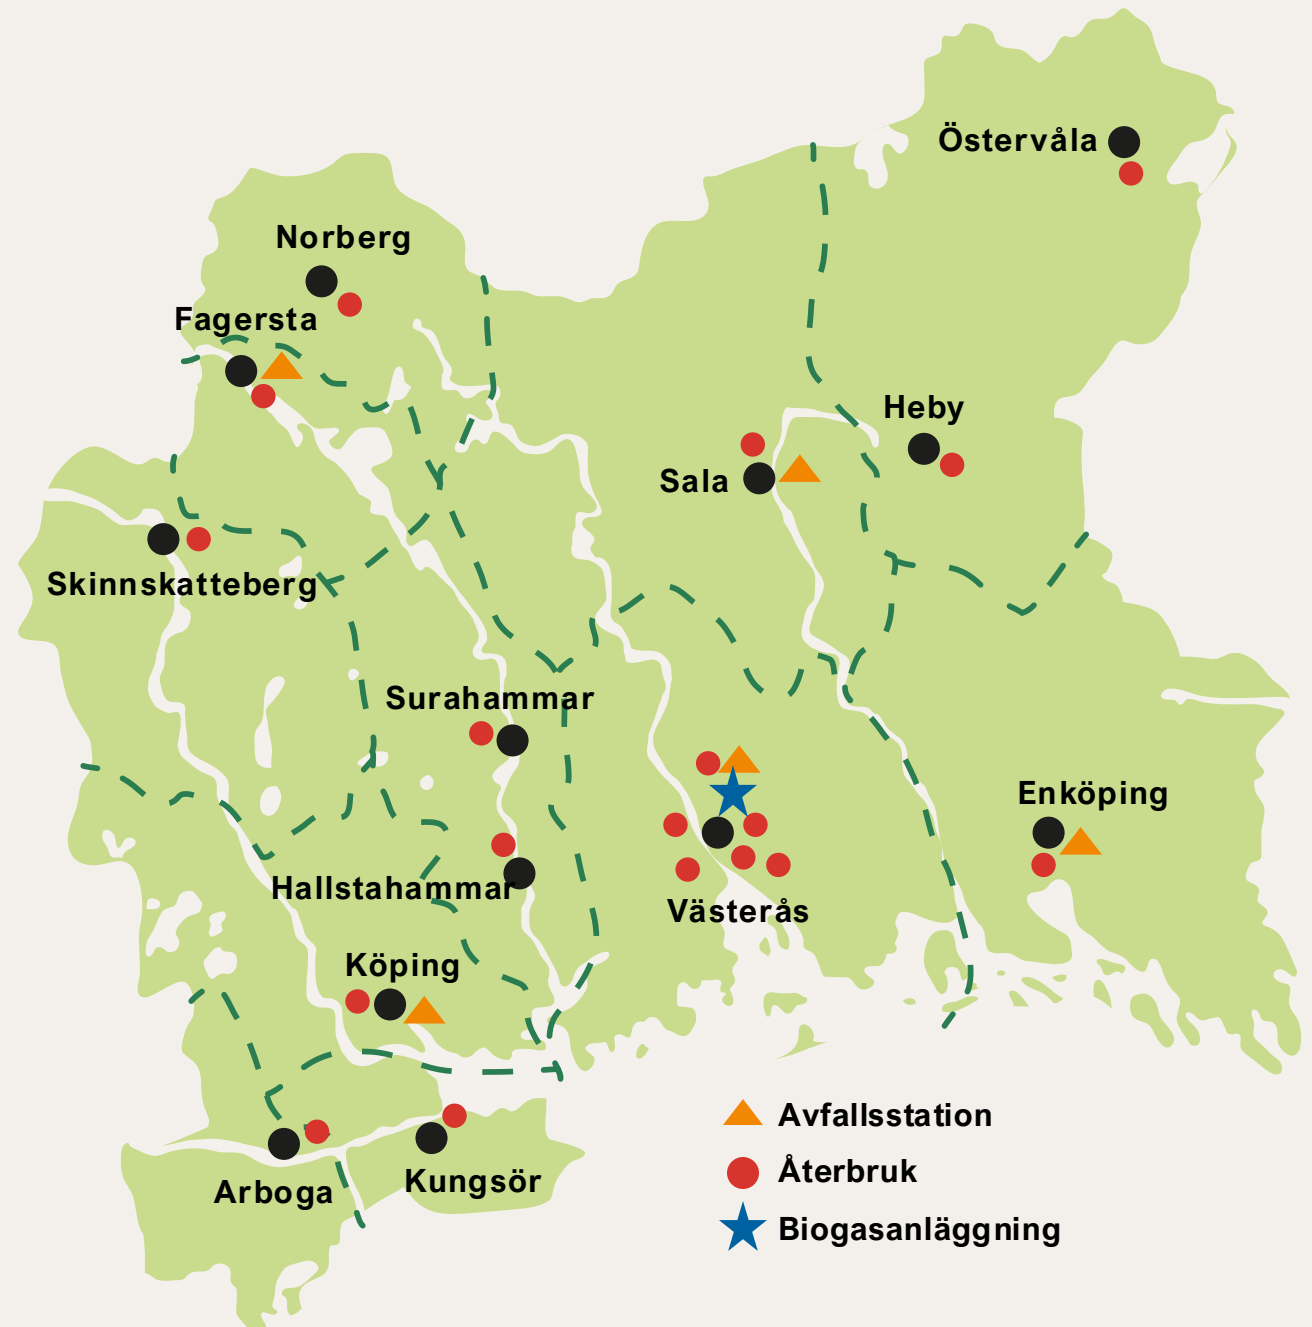 Östervåla
Norberg
Fagersta
Heby
Sala
Skinnskatteberg
Surahammar
Enköping
Hallstahammar
Västerås
Köping
Arboga
Kungsör
Avfallsstation
Återbruk
Biogasanläggning